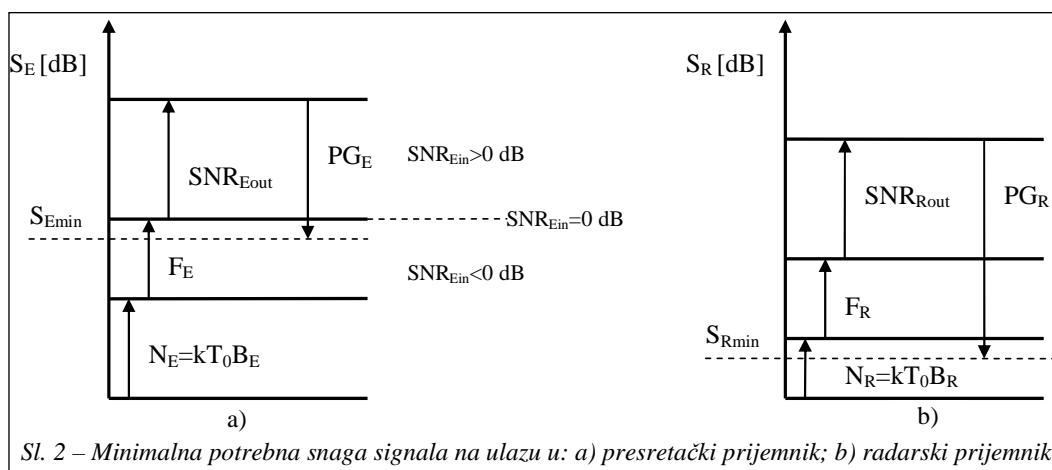 S_E [dB]
PG_E
SNR_Ein>0 dB
SNR_Eout
S_Emin
SNR_Ein=0 dB
F_E
SNR_Ein<0 dB
N_E=kT_0B_E
a)
S_R [dB]
SNR_Rout
PG_R
F_R
S_Rmin
N_R=kT_0B_R
b)
Sl. 2 – Minimalna potrebna snaga signala na ulazu u: a) presretački prijemnik; b) radarski prijemnik